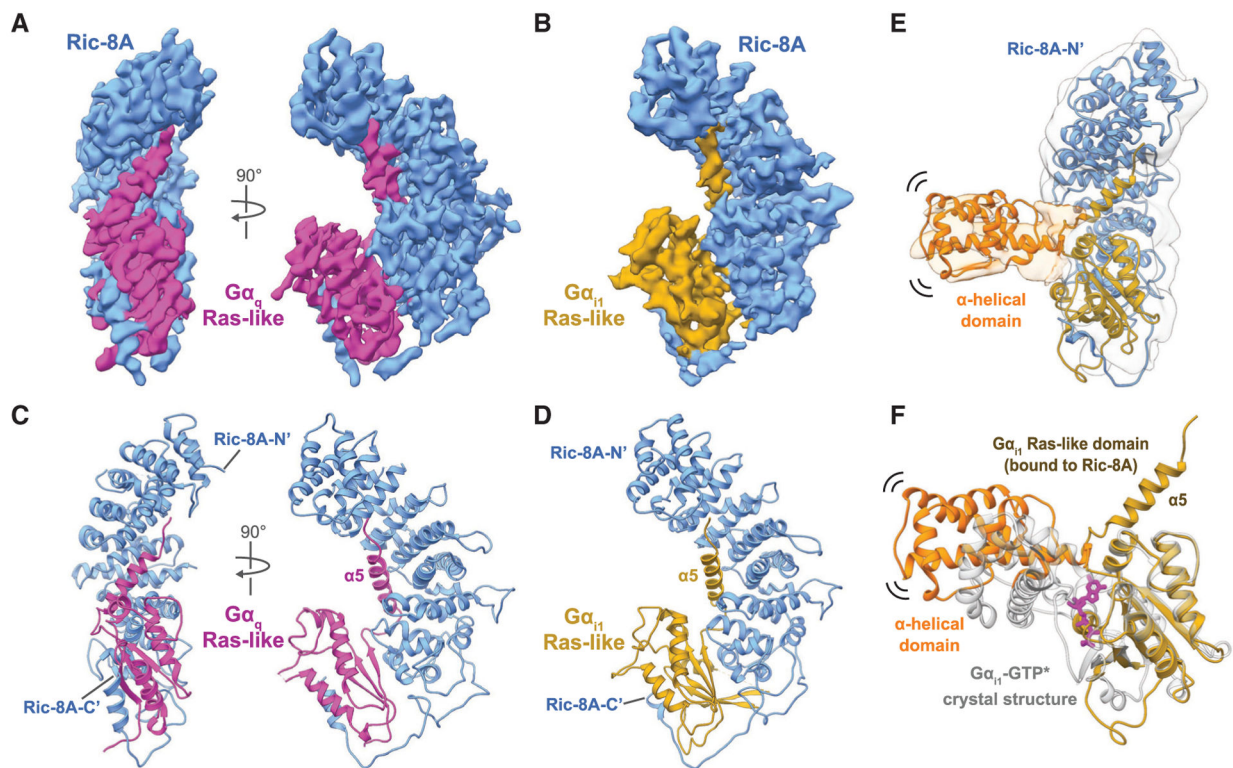 A
Ric-8A
90°
Gαq
Ras-like
B
Ric-8A
Gαi1
Ras-like
E
Ric-8A-N’
α-helical
domain
C
Ric-8A-N’
90°
α5
Gαq
Ras-like
Ric-8A-C’
D
Ric-8A-N’
α5
Gαi1
Ras-like
Ric-8A-C’
F
Gαi1 Ras-like domain
(bound to Ric-8A)
α5
α-helical
domain
Gαi1-GTP*
crystal structure